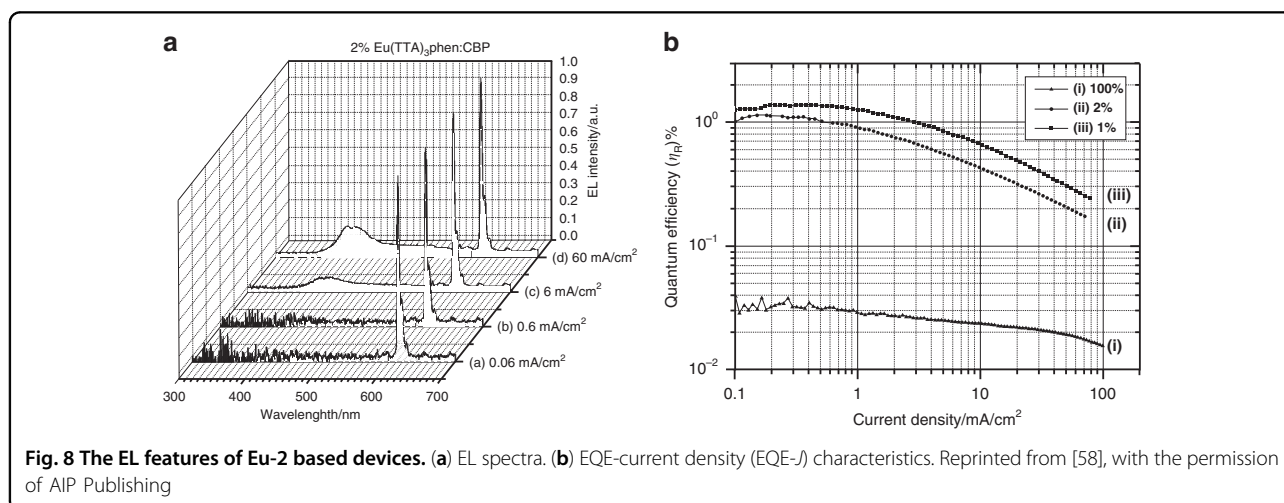 a
2% Eu(TTA)3phen:CBP
1.0
0.9
0.8
0.7
0.6
0.5
0.4
0.3
0.2
0.1
0.0
EL intensity/a.u.
(d) 60 mA/cm2
(c) 6 mA/cm2
(b) 0.6 mA/cm2
(a) 0.06 mA/cm2
300 400 500 600 700
Wavelenghth/nm
b
Quantum efficiency (ηR)%
100
10−1
10−2
(i) 100%
(ii) 2%
(iii) 1%
(iii)
(ii)
(i)
0.1 1 10 100
Current density/mA/cm2
Fig. 8 The EL features of Eu-2 based devices. (a) EL spectra. (b) EQE-current density (EQE-J) characteristics. Reprinted from [58], with the permission
of AIP Publishing